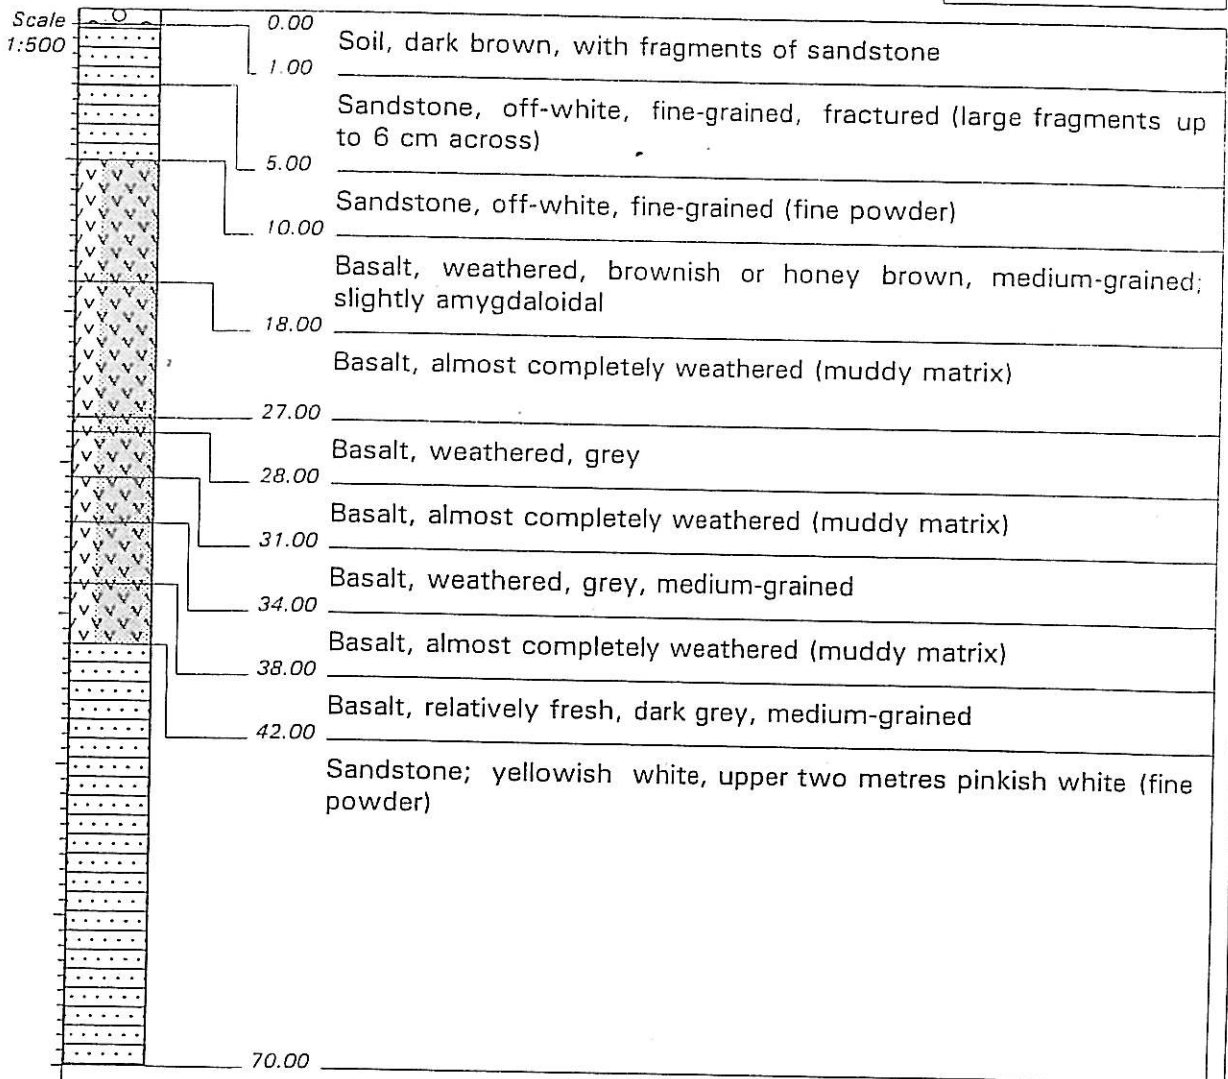 Scale
1:500
0.00
Soil, dark brown, with fragments of sandstone
1.00
Sandstone, off-white, fine-grained, fractured (large fragments up
to 6 cm across)
5.00
Sandstone, off-white, fine-grained (fine powder)
10.00
Basalt, weathered, brownish or honey brown, medium-grained;
slightly amygdaloidal
18.00
Basalt, almost completely weathered (muddy matrix)
27.00
Basalt, weathered, grey
28.00
Basalt, almost completely weathered (muddy matrix)
31.00
Basalt, weathered, grey, medium-grained
34.00
Basalt, almost completely weathered (muddy matrix)
38.00
Basalt, relatively fresh, dark grey, medium-grained
42.00
Sandstone; yellowish white, upper two metres pinkish white (fine
powder)
70.00